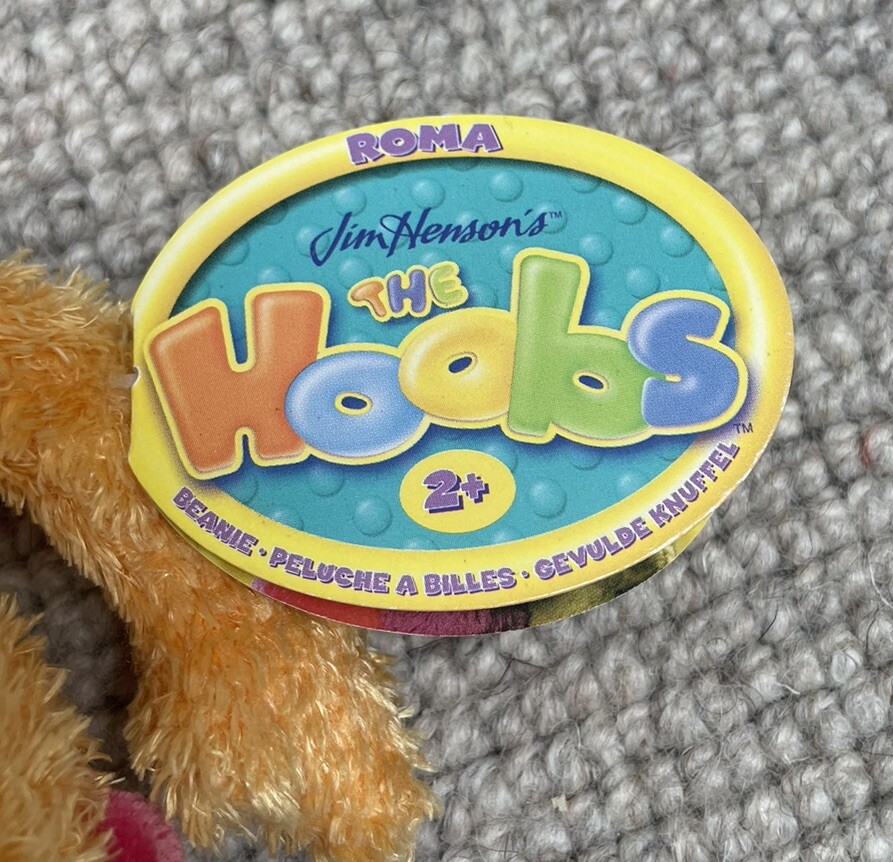 ROMA
Jim Henson's™
THE
Hoobs™
2+
BEANIE · PELUCHE A BILLES · GEVULDE KNUFFEL